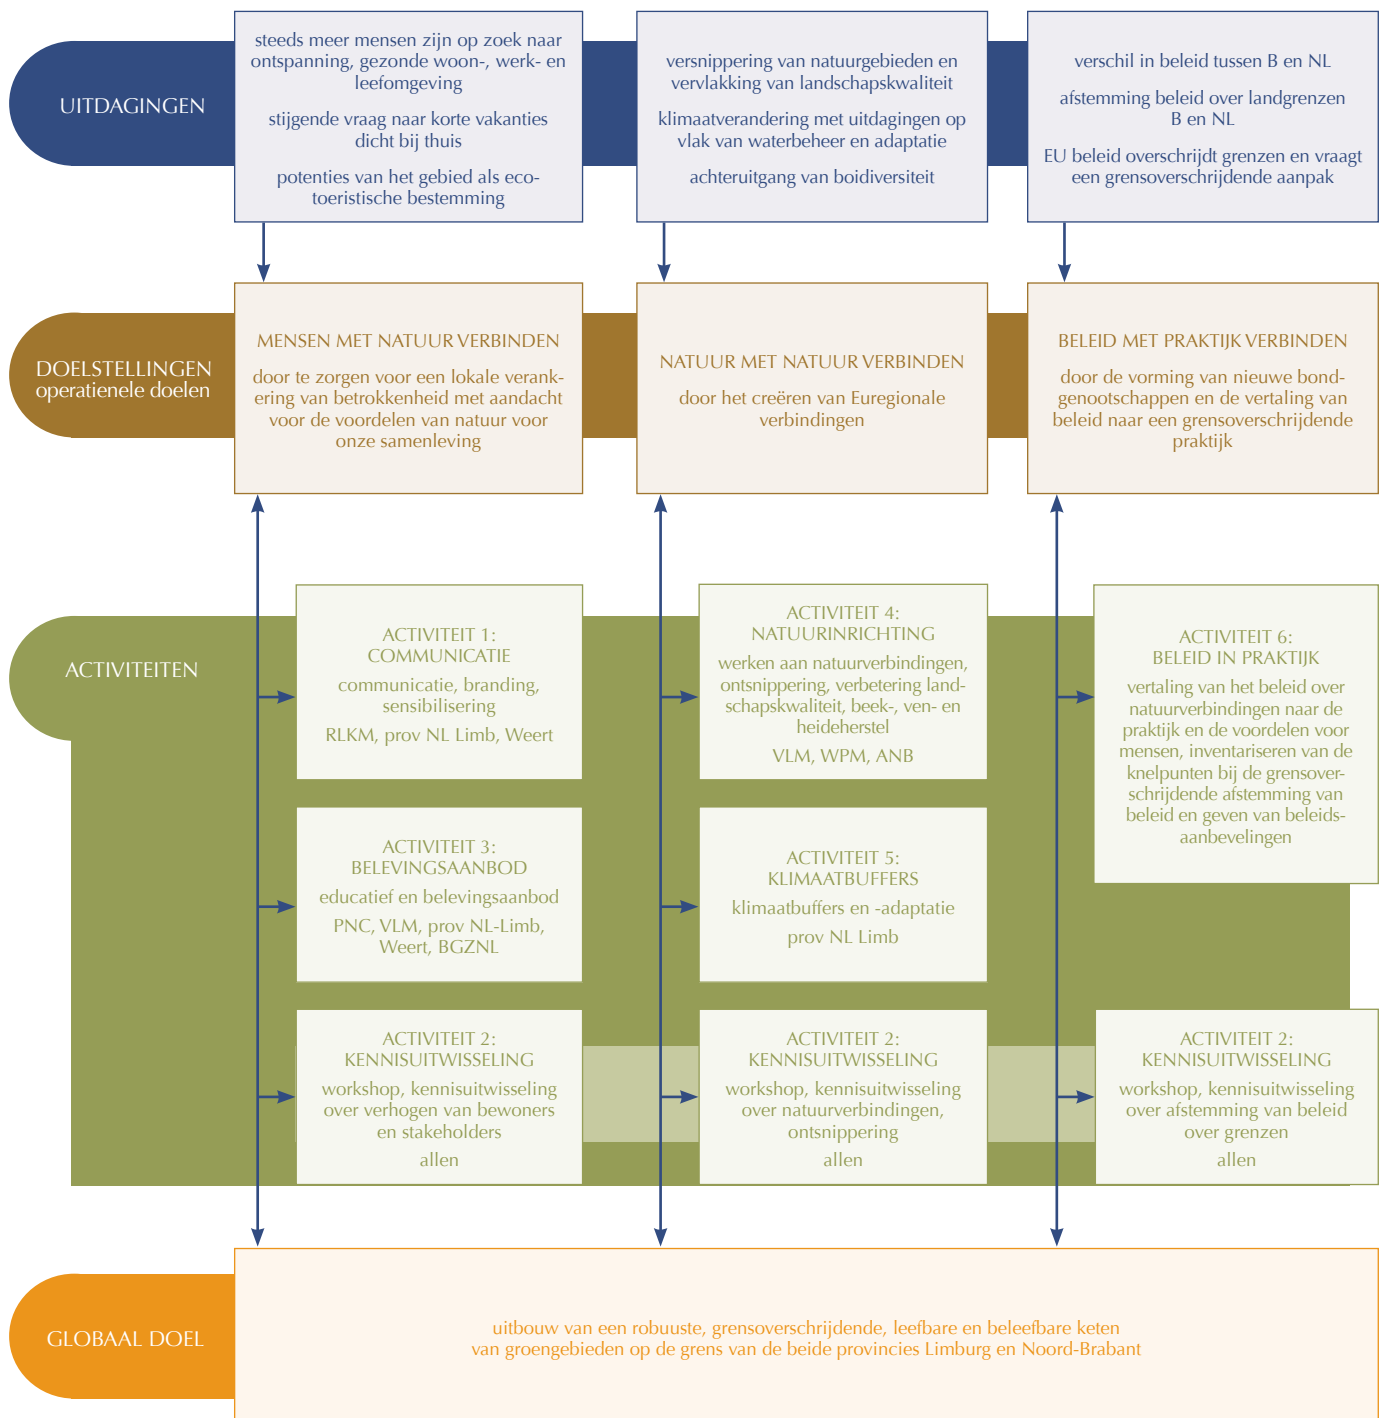 UITDAGINGEN
steeds meer mensen zijn op zoek naar
ontspanning, gezonde woon-, werk- en
leefomgeving
stijgende vraag naar korte vakanties
dicht bij thuis
potenties van het gebied als eco-
toeristische bestemming
versnippering van natuurgebieden en
vervlakking van landschapskwaliteit
klimaatverandering met uitdagingen op
vlak van waterbeheer en adaptatie
achteruitgang van boidiversiteit
verschil in beleid tussen B en NL
afstemming beleid over landgrenzen
B en NL
EU beleid overschrijdt grenzen en vraagt
een grensoverschrijdende aanpak
DOELSTELLINGEN
operationele doelen
MENSEN MET NATUUR VERBINDEN
door te zorgen voor een lokale verank-
ering van betrokkenheid met aandacht
voor de voordelen van natuur voor
onze samenleving
NATUUR MET NATUUR VERBINDEN
door het creëren van Euregionale
verbindingen
BELEID MET PRAKTIJK VERBINDEN
door de vorming van nieuwe bond-
genootschappen en de vertaling van
beleid naar een grensoverschrijdende
praktijk
ACTIVITEITEN
ACTIVITEIT 1:
COMMUNICATIE
communicatie, branding,
sensibilisering
RLKM, prov NL Limb, Weert
ACTIVITEIT 4:
NATUURINRICHTING
werken aan natuurverbindingen,
ontsnippering, verbetering land-
schapskwaliteit, beek-, ven- en
heideherstel
VLM, WPM, ANB
ACTIVITEIT 6:
BELEID IN PRAKTIJK
vertaling van het beleid over
natuurverbindingen naar de
praktijk en de voordelen voor
mensen, inventariseren van de
knelpunten bij de grensover-
schrijdende afstemming van
beleid en geven van beleids-
aanbevelingen
ACTIVITEIT 3:
BELEVINGSAANBOD
educatief en belevingsaanbod
PNC, VLM, prov NL-Limb,
Weert, BGZNL
ACTIVITEIT 5:
KLIMAATBUFFERS
klimaatbuffers en -adaptatie
prov NL Limb
ACTIVITEIT 2:
KENNISUITWISSELING
workshop, kennisuitwisseling
over verhogen van bewoners
en stakeholders
allen
ACTIVITEIT 2:
KENNISUITWISSELING
workshop, kennisuitwisseling
over natuurverbindingen,
ontsnippering
allen
ACTIVITEIT 2:
KENNISUITWISSELING
workshop, kennisuitwisseling
over afstemming van beleid
over grenzen
allen
GLOBAAL DOEL
uitbouw van een robuuste, grensoverschrijdende, leefbare en beleefbare keten
van groengebieden op de grens van de beide provincies Limburg en Noord-Brabant